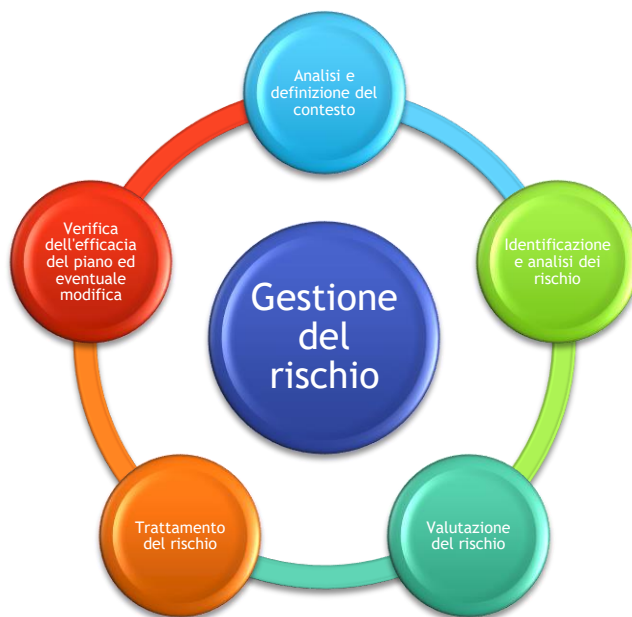 Analisi e
definizione del
contesto
Identificazione
e analisi dei
rischio
Valutazione
del rischio
Trattamento
del rischio
Verifica
dell'efficacia
del piano ed
eventuale
modifica
Gestione
del
rischio